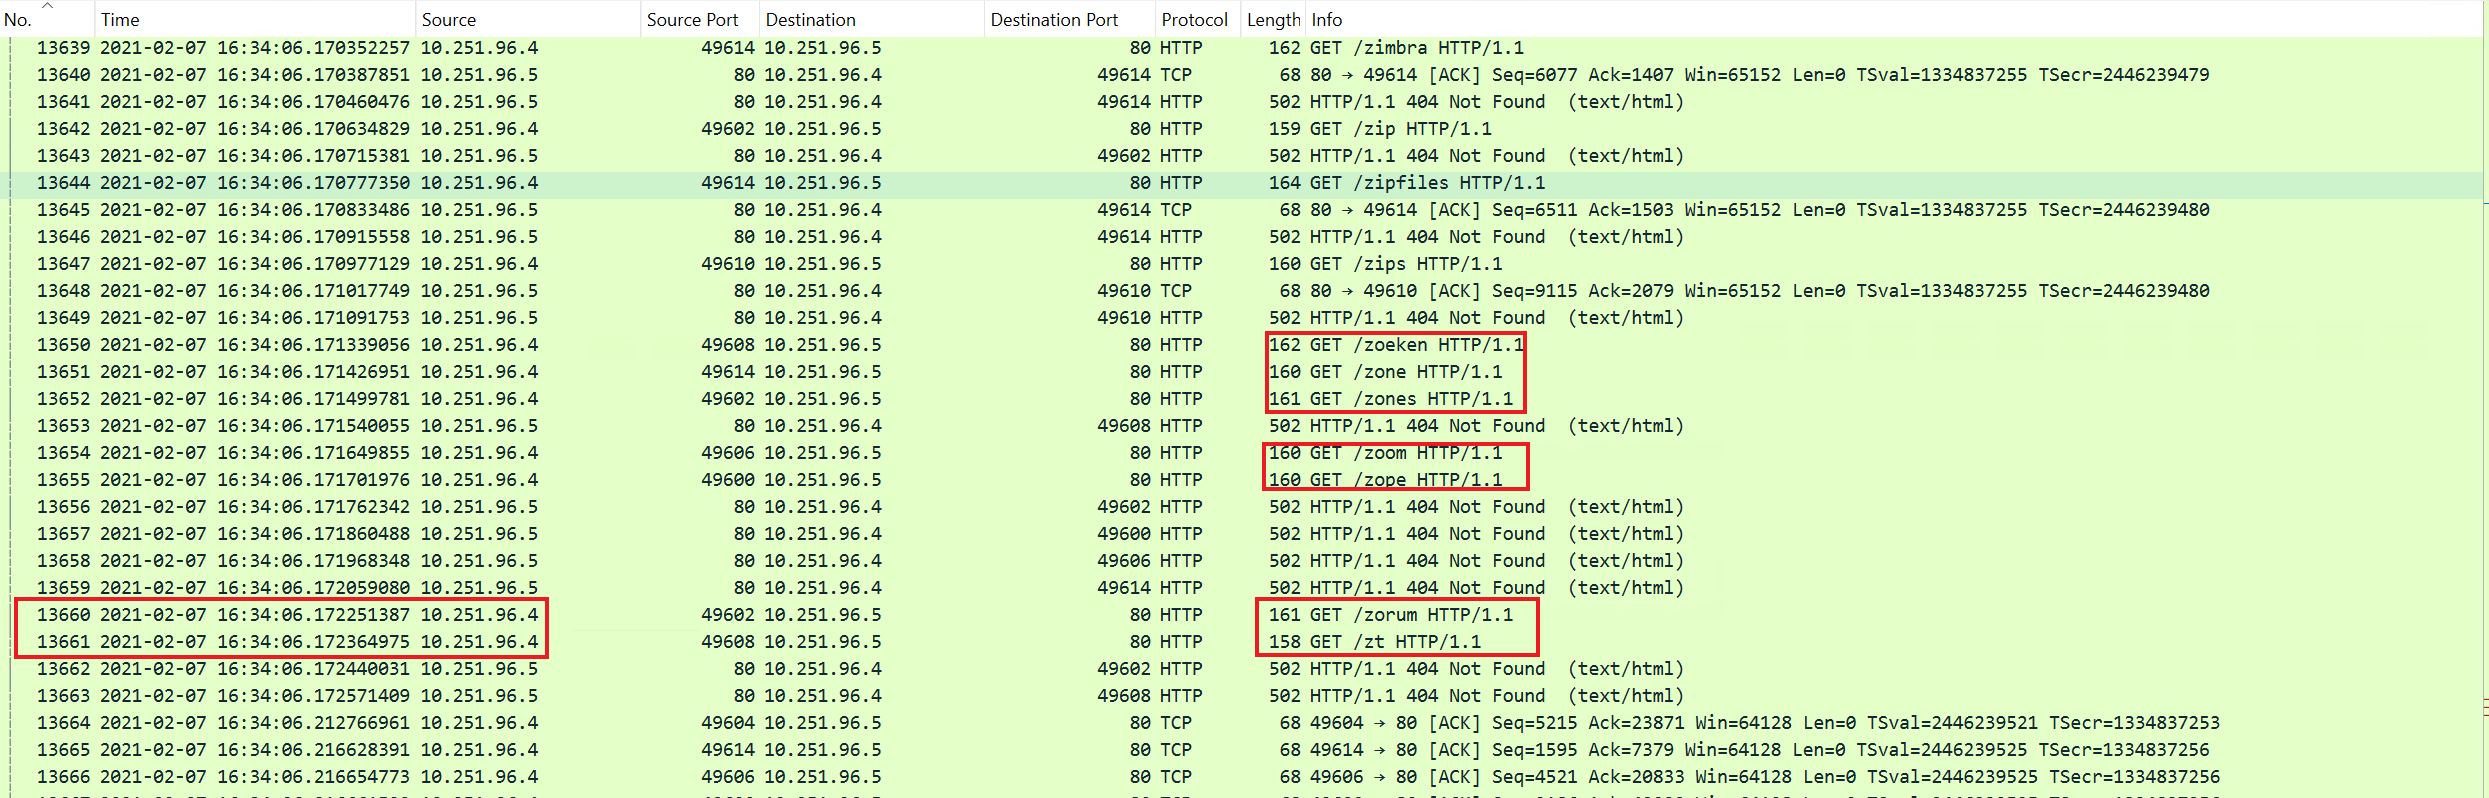 No. Time Source Source Port Destination Destination Port Protocol Length Info
13639 2021-02-07 16:34:06.170352257 10.251.96.4 49614 10.251.96.5 80 HTTP 162 GET /zimbra HTTP/1.1
13640 2021-02-07 16:34:06.170387851 10.251.96.5 80 10.251.96.4 49614 TCP 68 80 → 49614 [ACK] Seq=6077 Ack=1407 Win=65152 Len=0 TSval=1334837255 TSecr=2446239479
13641 2021-02-07 16:34:06.170460476 10.251.96.5 80 10.251.96.4 49614 HTTP 502 HTTP/1.1 404 Not Found (text/html)
13642 2021-02-07 16:34:06.170634829 10.251.96.4 49602 10.251.96.5 80 HTTP 159 GET /zip HTTP/1.1
13643 2021-02-07 16:34:06.170715381 10.251.96.5 80 10.251.96.4 49602 HTTP 502 HTTP/1.1 404 Not Found (text/html)
13644 2021-02-07 16:34:06.170777350 10.251.96.4 49614 10.251.96.5 80 HTTP 164 GET /zipfiles HTTP/1.1
13645 2021-02-07 16:34:06.170833486 10.251.96.5 80 10.251.96.4 49614 TCP 68 80 → 49614 [ACK] Seq=6511 Ack=1503 Win=65152 Len=0 TSval=1334837255 TSecr=2446239480
13646 2021-02-07 16:34:06.170915558 10.251.96.5 80 10.251.96.4 49614 HTTP 502 HTTP/1.1 404 Not Found (text/html)
13647 2021-02-07 16:34:06.170977129 10.251.96.4 49610 10.251.96.5 80 HTTP 160 GET /zips HTTP/1.1
13648 2021-02-07 16:34:06.171017749 10.251.96.5 80 10.251.96.4 49610 TCP 68 80 → 49610 [ACK] Seq=9115 Ack=2079 Win=65152 Len=0 TSval=1334837255 TSecr=2446239480
13649 2021-02-07 16:34:06.171091753 10.251.96.5 80 10.251.96.4 49610 HTTP 502 HTTP/1.1 404 Not Found (text/html)
13650 2021-02-07 16:34:06.171339056 10.251.96.4 49608 10.251.96.5 80 HTTP 162 GET /zoeken HTTP/1.1
13651 2021-02-07 16:34:06.171426951 10.251.96.4 49614 10.251.96.5 80 HTTP 160 GET /zone HTTP/1.1
13652 2021-02-07 16:34:06.171499781 10.251.96.4 49602 10.251.96.5 80 HTTP 161 GET /zones HTTP/1.1
13653 2021-02-07 16:34:06.171540055 10.251.96.5 80 10.251.96.4 49608 HTTP 502 HTTP/1.1 404 Not Found (text/html)
13654 2021-02-07 16:34:06.171649855 10.251.96.4 49606 10.251.96.5 80 HTTP 160 GET /zoom HTTP/1.1
13655 2021-02-07 16:34:06.171701976 10.251.96.4 49600 10.251.96.5 80 HTTP 160 GET /zope HTTP/1.1
13656 2021-02-07 16:34:06.171762342 10.251.96.5 80 10.251.96.4 49602 HTTP 502 HTTP/1.1 404 Not Found (text/html)
13657 2021-02-07 16:34:06.171860488 10.251.96.5 80 10.251.96.4 49600 HTTP 502 HTTP/1.1 404 Not Found (text/html)
13658 2021-02-07 16:34:06.171968348 10.251.96.5 80 10.251.96.4 49606 HTTP 502 HTTP/1.1 404 Not Found (text/html)
13659 2021-02-07 16:34:06.172059080 10.251.96.5 80 10.251.96.4 49614 HTTP 502 HTTP/1.1 404 Not Found (text/html)
13660 2021-02-07 16:34:06.172251387 10.251.96.4 49602 10.251.96.5 80 HTTP 161 GET /zorum HTTP/1.1
13661 2021-02-07 16:34:06.172364975 10.251.96.4 49608 10.251.96.5 80 HTTP 158 GET /zt HTTP/1.1
13662 2021-02-07 16:34:06.172440031 10.251.96.5 80 10.251.96.4 49602 HTTP 502 HTTP/1.1 404 Not Found (text/html)
13663 2021-02-07 16:34:06.172571409 10.251.96.5 80 10.251.96.4 49608 HTTP 502 HTTP/1.1 404 Not Found (text/html)
13664 2021-02-07 16:34:06.212766961 10.251.96.4 49604 10.251.96.5 80 TCP 68 49604 → 80 [ACK] Seq=5215 Ack=23871 Win=64128 Len=0 TSval=2446239521 TSecr=1334837253
13665 2021-02-07 16:34:06.216628391 10.251.96.4 49614 10.251.96.5 80 TCP 68 49614 → 80 [ACK] Seq=1595 Ack=7379 Win=64128 Len=0 TSval=2446239525 TSecr=1334837256
13666 2021-02-07 16:34:06.216654773 10.251.96.4 49606 10.251.96.5 80 TCP 68 49606 → 80 [ACK] Seq=4521 Ack=20833 Win=64128 Len=0 TSval=2446239525 TSecr=1334837256